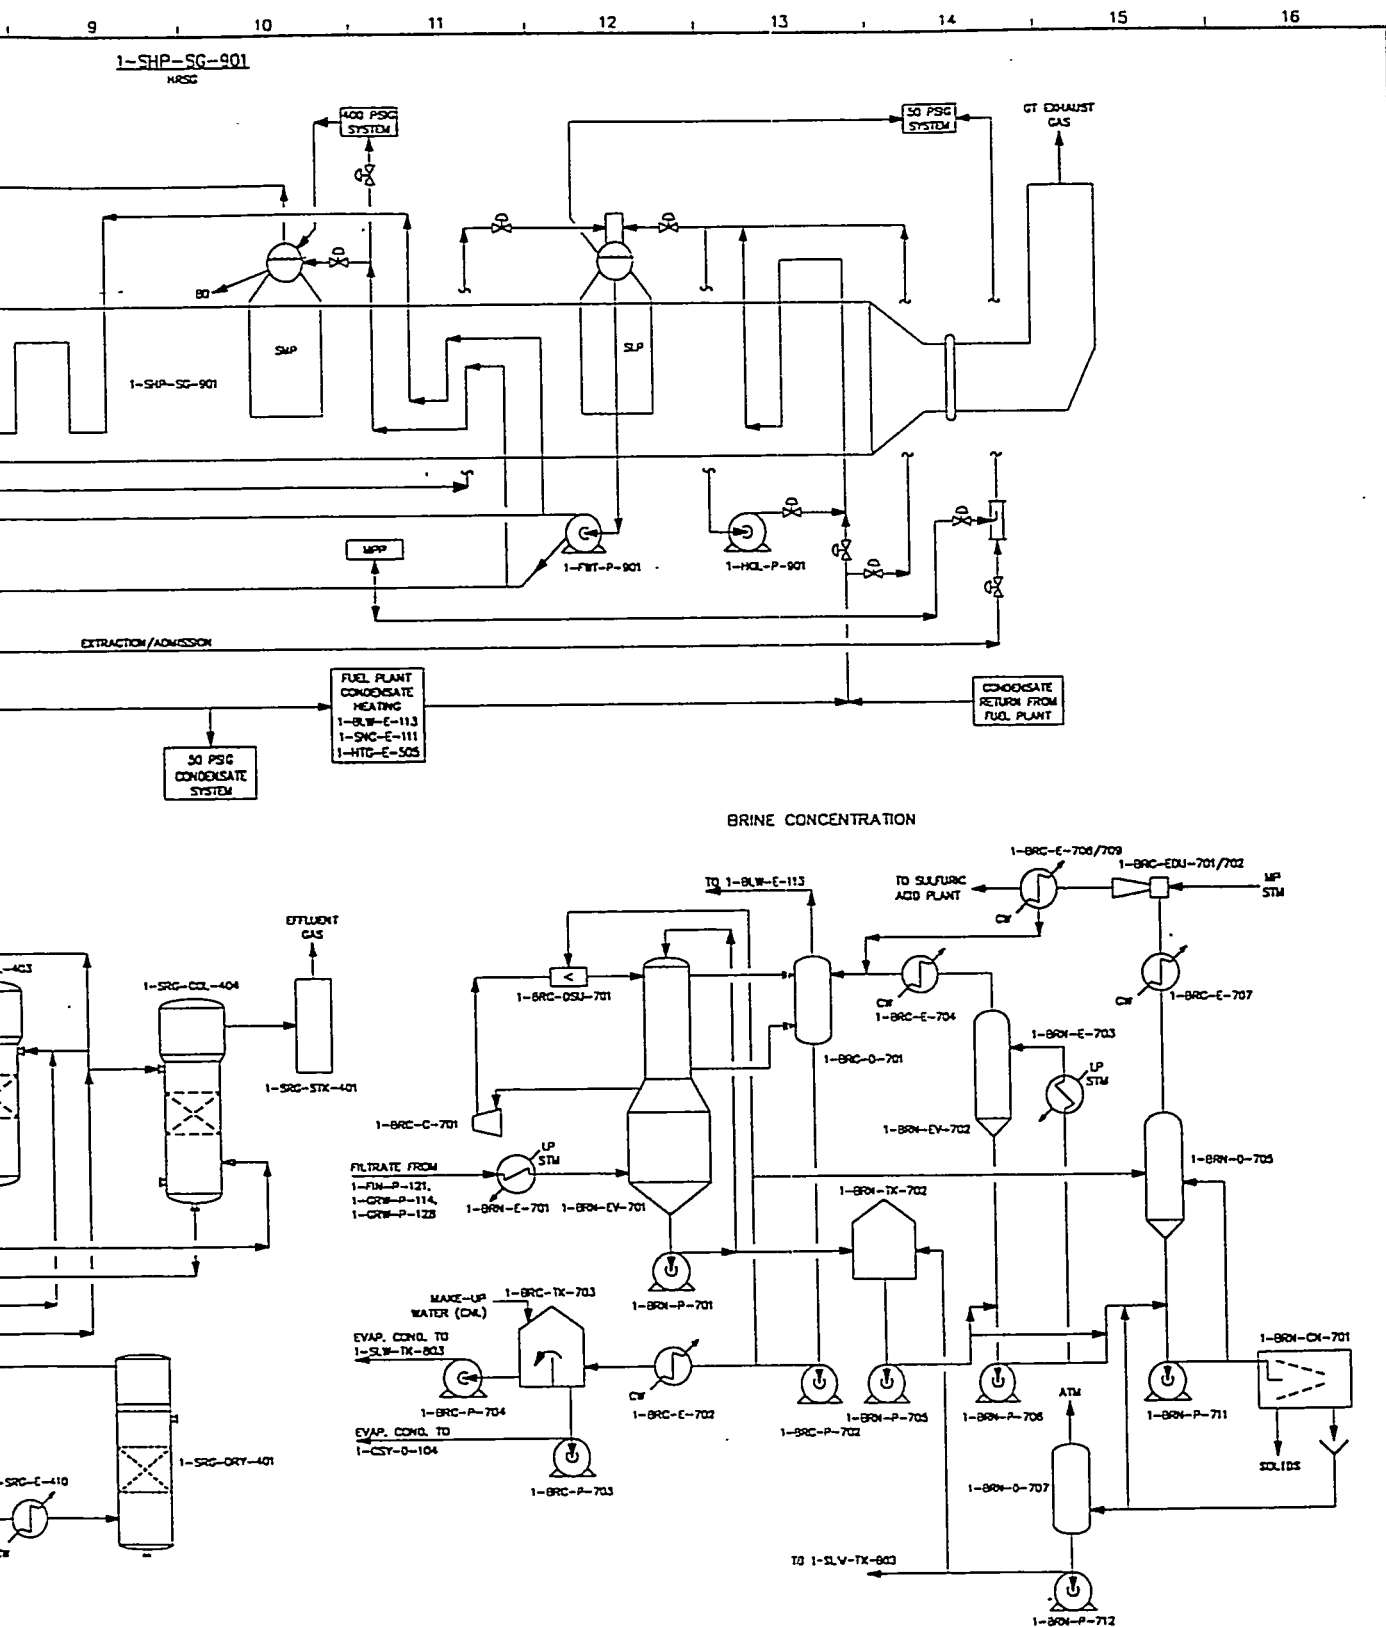 9 10 11 12 13 14 15 16
1-SHP-SG-901
HRSG
400 PSIG
SYSTEM
50 PSIG
SYSTEM
GT EXHAUST
GAS
BD
SMP
SLP
1-SHP-SG-901
MPP
1-FWT-P-901
1-HCL-P-901
EXTRACTION/ADMISSION
FUEL PLANT
CONDENSATE
HEATING
1-BLW-E-113
1-SNC-E-111
1-HTG-E-505
CONDENSATE
RETURN FROM
FUEL PLANT
50 PSIG
CONDENSATE
SYSTEM
BRINE CONCENTRATION
1-BRC-E-708/709
1-BRC-EDU-701/702
TO 1-BLW-E-113
TO SULFURIC
ACID PLANT
MP
STM
CW
EFFLUENT
GAS
L-403
1-SRG-COL-404
1-BRC-DSU-701
CW
1-BRC-E-704
CW
1-BRC-E-707
1-BRN-E-703
1-BRC-D-701
1-SRG-STK-401
LP
STM
1-BRC-C-701
1-BRN-EV-702
LP
STM
FILTRATE FROM
1-FIN-P-121,
1-GRW-P-114,
1-GRW-P-128
1-BRN-E-701
1-BRN-EV-701
1-BRN-TK-702
1-BRN-D-705
MAKE-UP
WATER (CNL)
1-BRC-TK-703
1-BRN-P-701
EVAP. COND. TO
1-SLW-TK-803
1-BRN-CN-701
CW
1-BRC-P-704
1-BRC-E-702
1-BRC-P-702
1-BRN-P-705
1-BRN-P-706
ATM
1-BRN-P-711
EVAP. COND. TO
1-CSY-D-104
SOLIDS
1-SRG-DRY-401
-SRG-E-410
1-BRC-P-703
1-BRN-D-707
CW
TO 1-SLW-TK-803
1-BRN-P-712